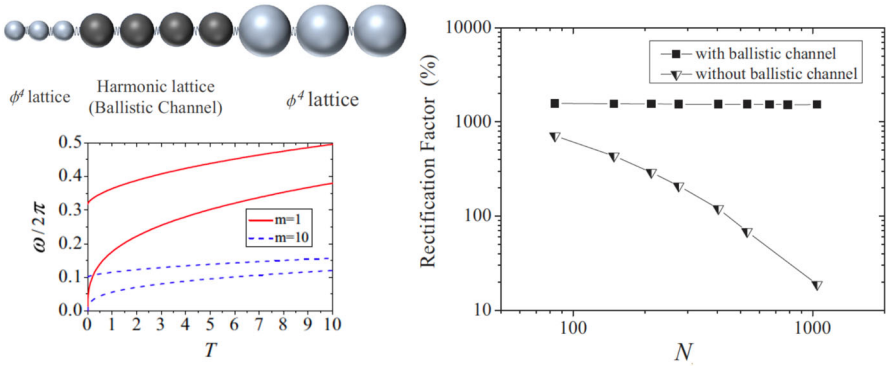 ϕ⁴ lattice
Harmonic lattice
(Ballistic Channel)
ϕ⁴ lattice
ω/2π
0.5
0.4
0.3
0.2
0.1
0.0
m=1
m=10
0 1 2 3 4 5 6 7 8 9 10
T
Rectification Factor (%)
10000
1000
100
10
with ballistic channel
without ballistic channel
100 1000
N